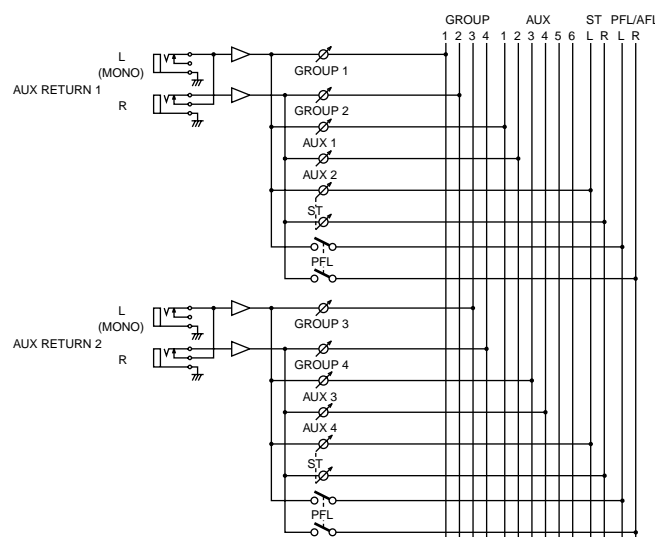 GROUP AUX ST PFL/AFL
1 2 3 4 1 2 3 4 5 6 L R L R
L
(MONO)
AUX RETURN 1
R
GROUP 1
GROUP 2
AUX 1
AUX 2
ST
PFL
L
(MONO)
AUX RETURN 2
R
GROUP 3
GROUP 4
AUX 3
AUX 4
ST
PFL